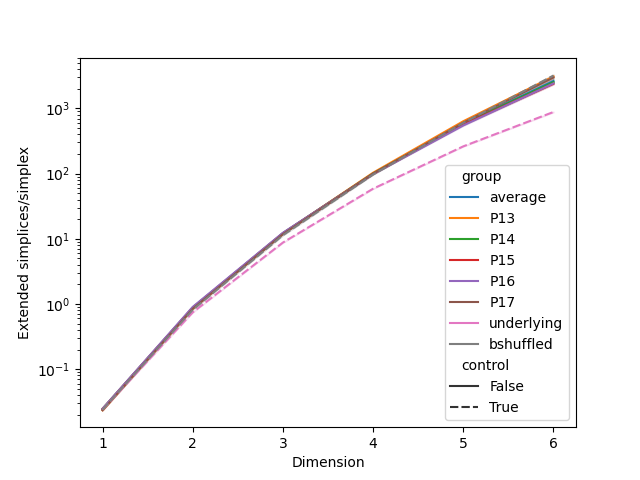 10³
10²
10¹
10⁰
10⁻¹
Extended simplices/simplex
1 2 3 4 5 6
Dimension
group
average
P13
P14
P15
P16
P17
underlying
bshuffled
control
False
True